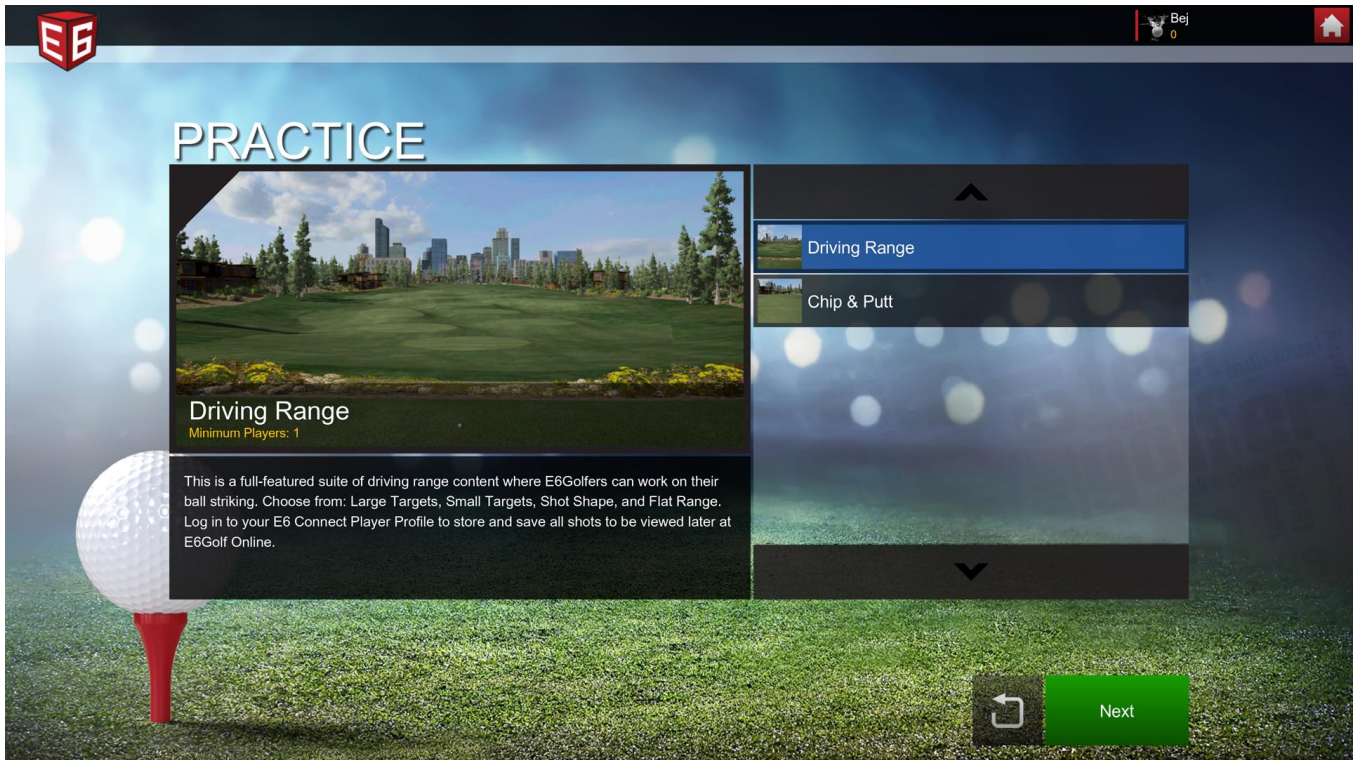 E6
Bej
0
PRACTICE
Driving Range
Chip & Putt
Driving Range
Minimum Players: 1
This is a full-featured suite of driving range content where E6Golfers can work on their
ball striking. Choose from: Large Targets, Small Targets, Shot Shape, and Flat Range.
Log in to your E6 Connect Player Profile to store and save all shots to be viewed later at
E6Golf Online.
Next